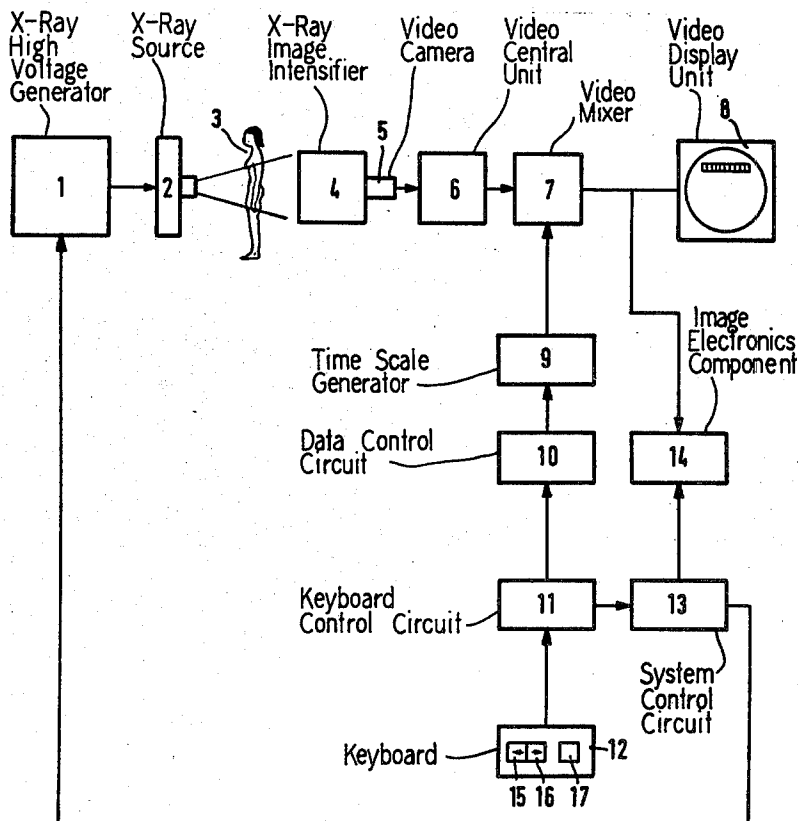 X-Ray
High
Voltage
Generator
X-Ray
Source
X-Ray
Image
Intensifier
Video
Camera
Video
Central
Unit
Video
Mixer
Video
Display
Unit
1
2
3
4
5
6
7
8
Time Scale
Generator
9
Image
Electronics
Component
Data Control
Circuit
10
14
Keyboard
Control Circuit
11
13
System
Control
Circuit
Keyboard
12
15
16
17